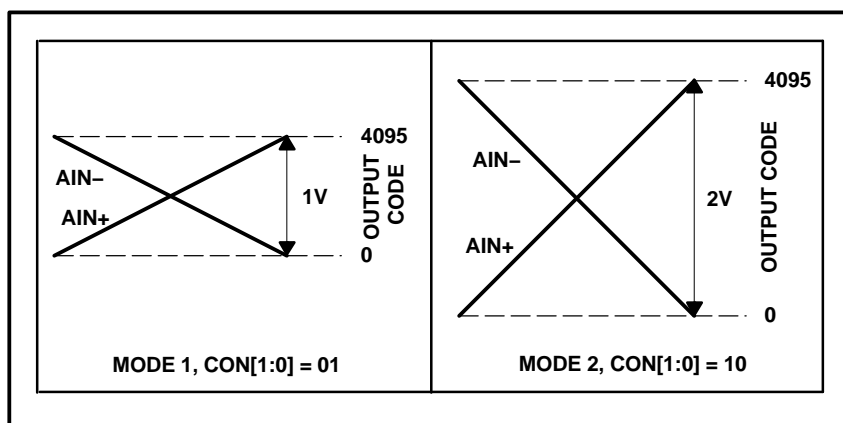 4095
AIN–
AIN+
1V
OUTPUT
CODE
0
MODE 1, CON[1:0] = 01
4095
AIN–
AIN+
2V
OUTPUT CODE
0
MODE 2, CON[1:0] = 10